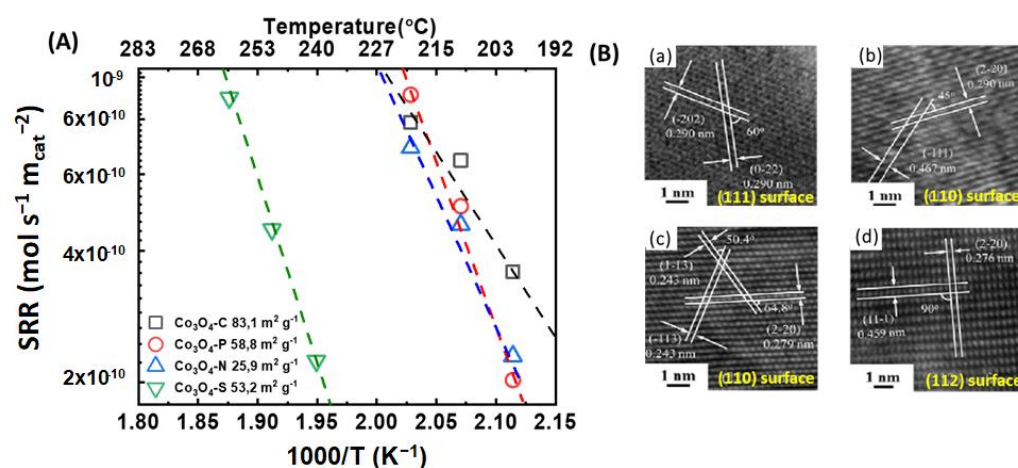 (A)
Temperature(°C)
283 268 253 240 227 215 203 192
10⁻⁹
6x10⁻¹⁰
6x10⁻¹⁰
4x10⁻¹⁰
2x10⁻¹⁰
SRR (mol s⁻¹ m_cat⁻²)
Co₃O₄-C 83,1 m² g⁻¹
Co₃O₄-P 58,8 m² g⁻¹
Co₃O₄-N 25,9 m² g⁻¹
Co₃O₄-S 53,2 m² g⁻¹
1.80 1.85 1.90 1.95 2.00 2.05 2.10 2.15
1000/T (K⁻¹)
(B)
(a)
(-202)
0.290 nm
60°
(0-22)
0.290 nm
1 nm
(111) surface
(b)
(2-20)
0.290 nm
45°
(-111)
0.467 nm
1 nm
(110) surface
(c)
50.4°
(1-13)
0.243 nm
64.8°
(-113)
0.243 nm
(2-20)
0.279 nm
1 nm
(110) surface
(d)
(2-20)
0.276 nm
(11-1)
0.459 nm
90°
1 nm
(112) surface